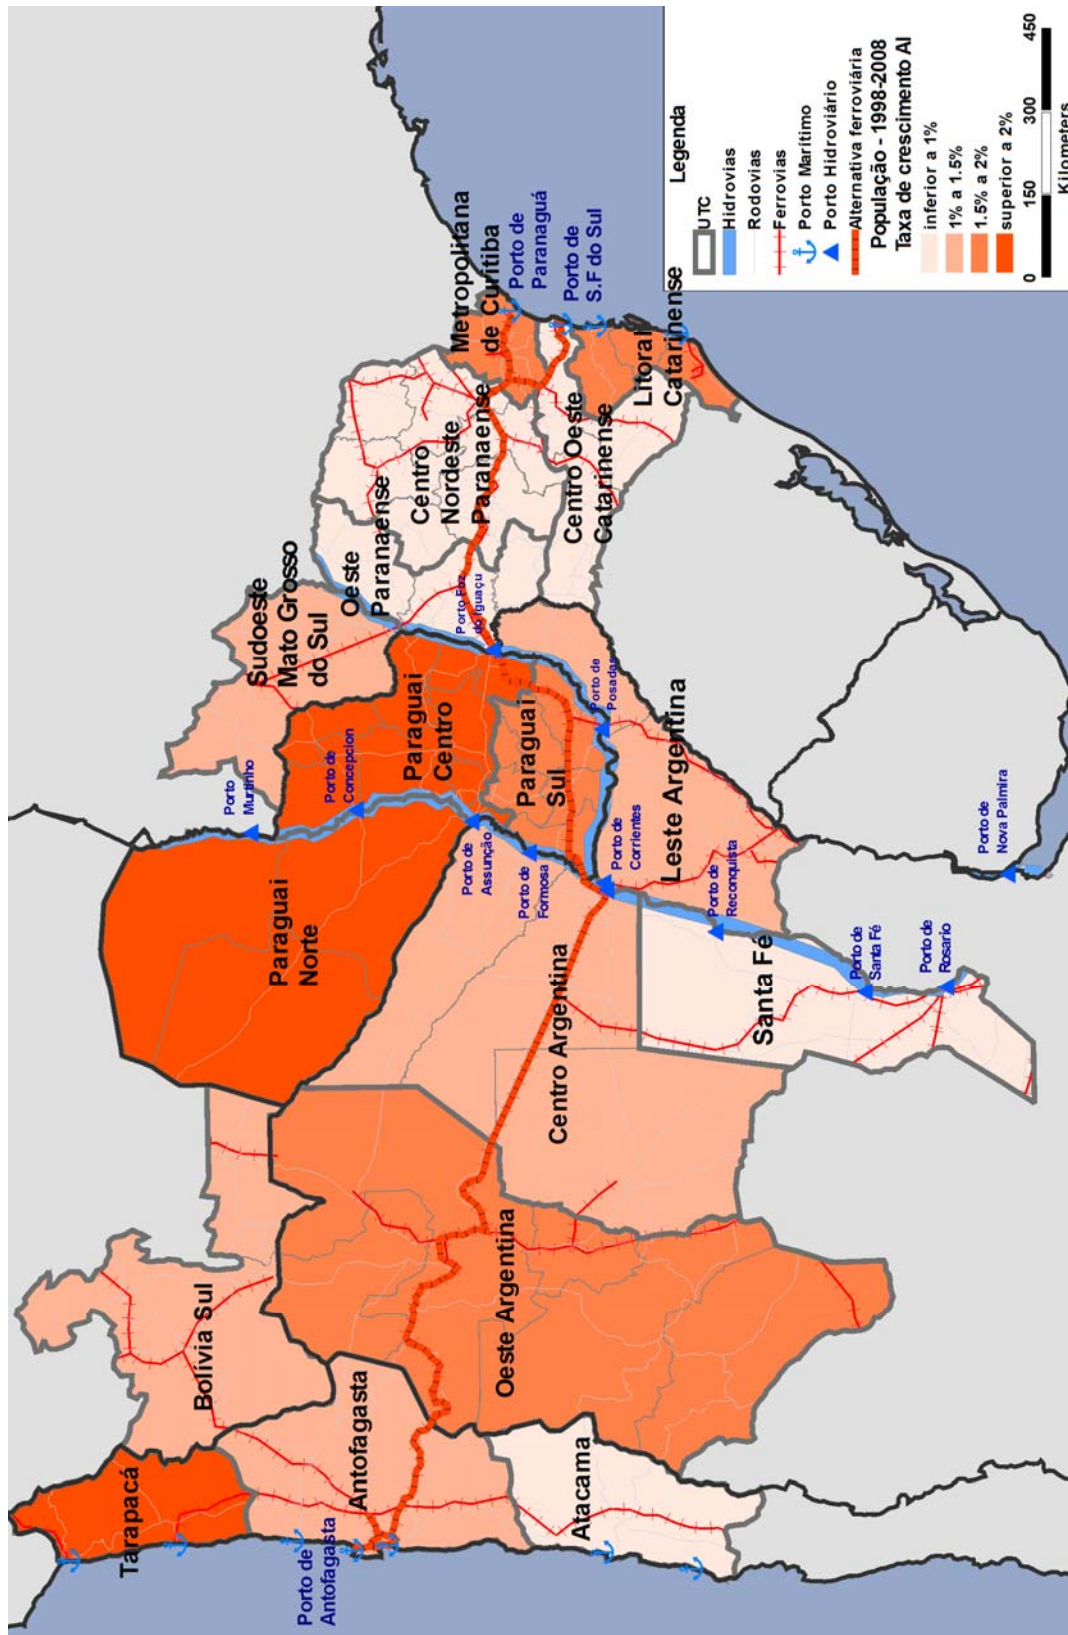 Tarapacá
Bolívia Sul
Antofagasta
Porto de
Antofagasta
Atacama
Oeste Argentina
Paraguai
Norte
Centro Argentina
Santa Fé
Porto
Murtinho
Porto de
Concepcion
Porto de
Assunção
Porto de
Formosa
Porto de
Corrientes
Porto de
Reconquista
Porto de
Santa Fé
Porto de
Rosario
Porto de
Nova Palmira
Sudoeste
Mato Grosso
do Sul
Paraguai
Centro
Paraguai
Sul
Porto de
Posadas
Leste Argentina
Porto Foz
do Iguaçu
Oeste
Paranaense
Centro
Nordeste
Paranaense
Centro Oeste
Catarinense
Metropolitana
de Curitiba
Porto de
Paranaguá
Porto de
S.F do Sul
Litoral
Catarinense
Legenda
UTC
Hidrovias
Rodovias
Ferrovias
Porto Marítimo
Porto Hidroviário
Alternativa ferroviária
População - 1998-2008
Taxa de crescimento AI
inferior a 1%
1% a 1.5%
1.5% a 2%
superior a 2%
0 150 300 450
Kilometers